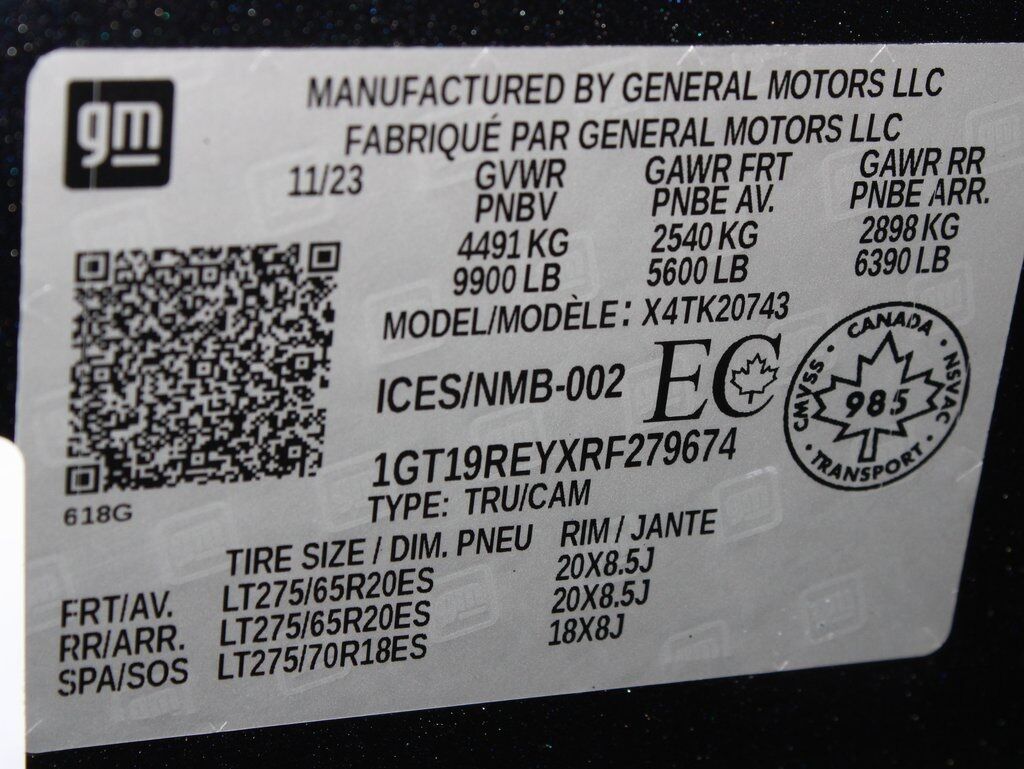 gm
MANUFACTURED BY GENERAL MOTORS LLC
FABRIQUÉ PAR GENERAL MOTORS LLC
11/23 GVWR GAWR FRT GAWR RR
PNBV PNBE AV. PNBE ARR.
4491 KG 2540 KG 2898 KG
9900 LB 5600 LB 6390 LB
MODEL/MODÈLE: X4TK20743
ICES/NMB-002 EC
CANADA
CMVSS · NSVAC
985
TRANSPORT
1GT19REYXRF279674
TYPE: TRU/CAM
618G
TIRE SIZE / DIM. PNEU RIM / JANTE
FRT/AV. LT275/65R20ES 20X8.5J
RR/ARR. LT275/65R20ES 20X8.5J
SPA/SOS LT275/70R18ES 18X8J